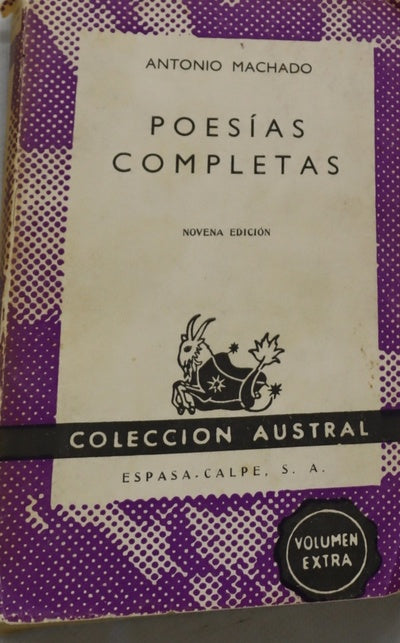 ANTONIO MACHADO
POESÍAS
COMPLETAS
NOVENA EDICIÓN
COLECCION AUSTRAL
ESPASA-CALPE, S. A.
VOLUMEN
EXTRA